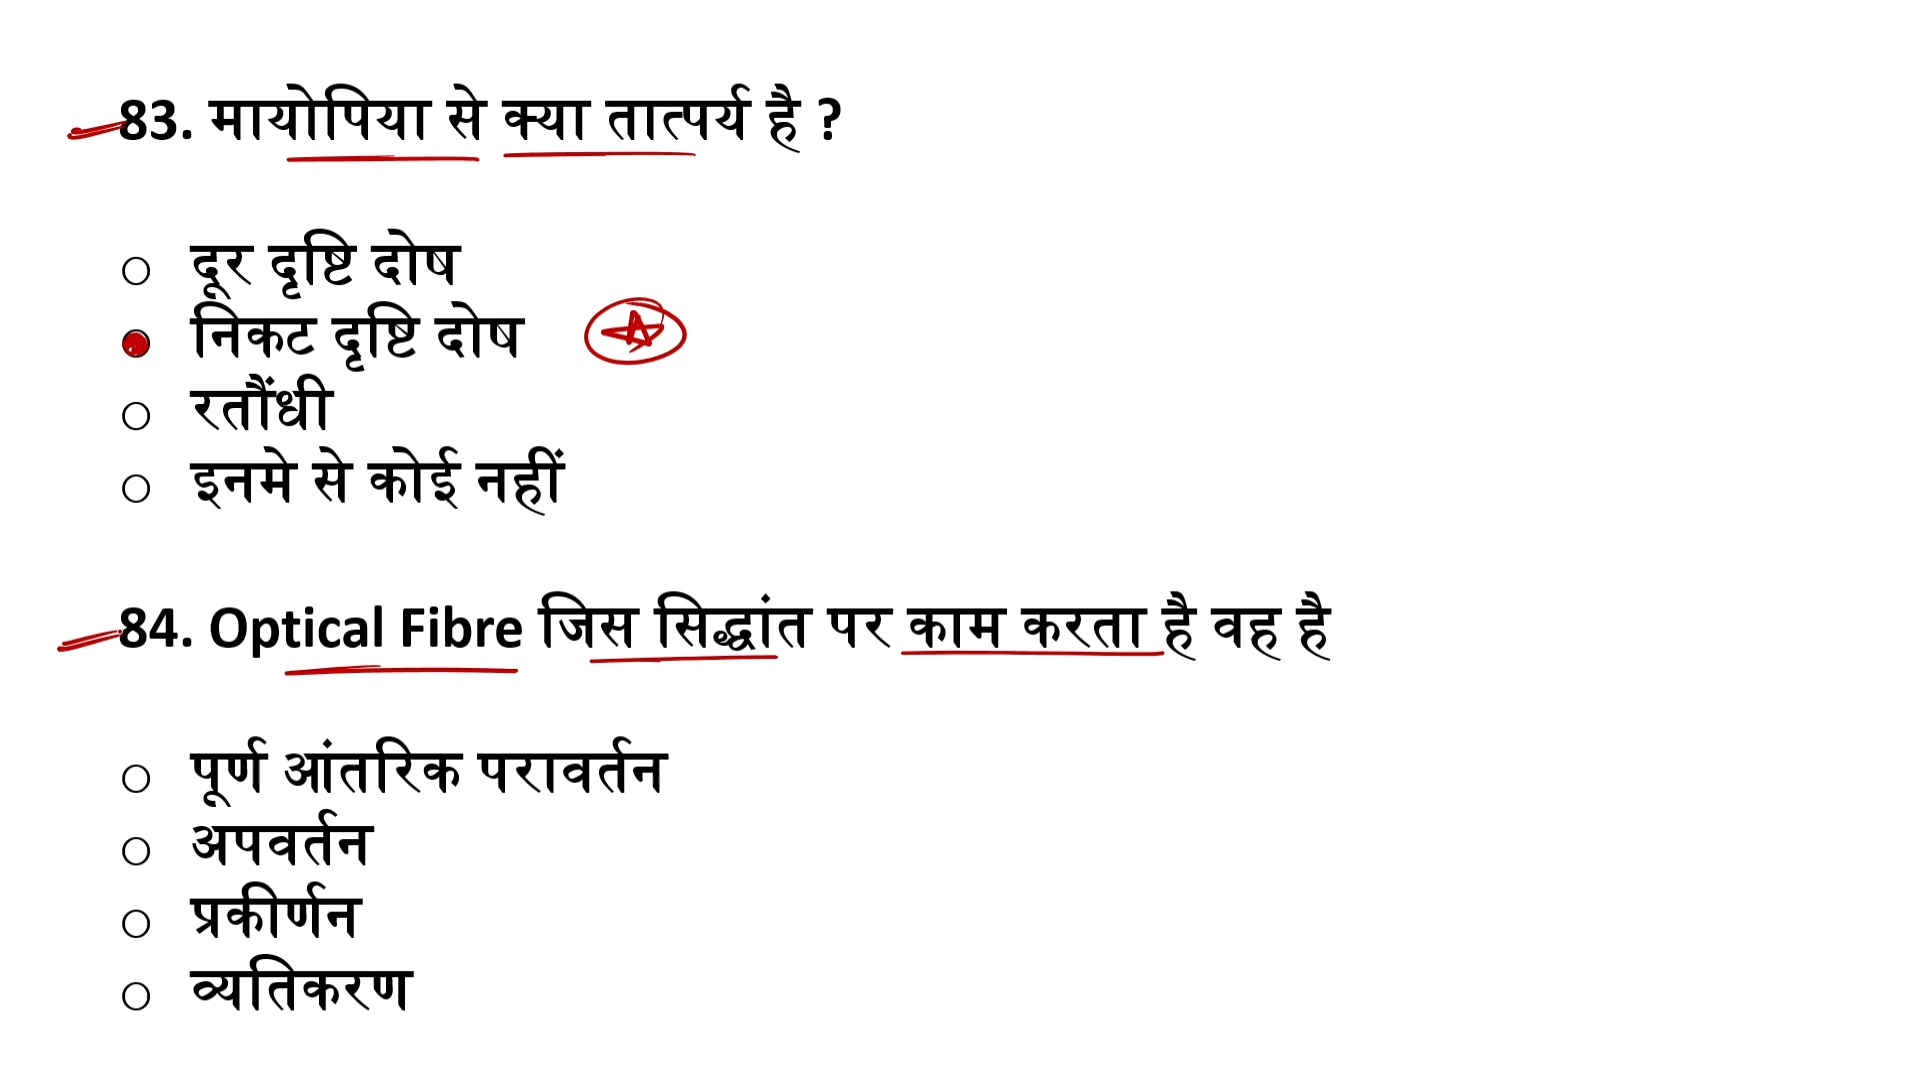 83. मायोपिया से क्या तात्पर्य है ?
○ दूर दृष्टि दोष
● निकट दृष्टि दोष
○ रतौंधी
○ इनमे से कोई नहीं
84. Optical Fibre जिस सिद्धांत पर काम करता है वह है
○ पूर्ण आंतरिक परावर्तन
○ अपवर्तन
○ प्रकीर्णन
○ व्यतिकरण